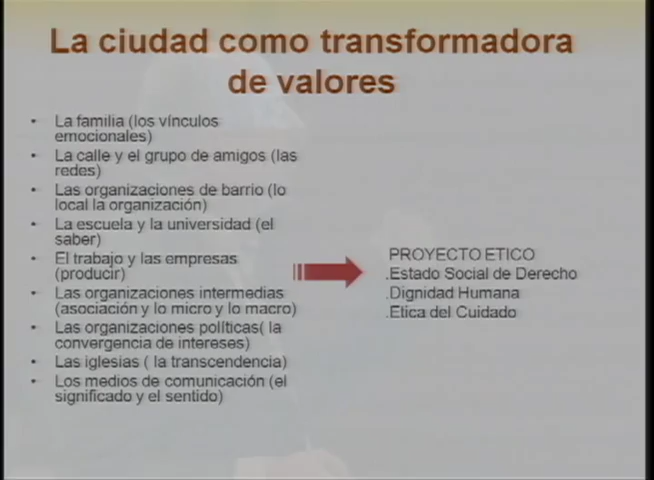 La ciudad como transformadora
de valores
• La familia (los vínculos
emocionales)
• La calle y el grupo de amigos (las
redes)
• Las organizaciones de barrio (lo
local la organización)
• La escuela y la universidad (el
saber)
• El trabajo y las empresas
(producir)
• Las organizaciones intermedias
(asociación y lo micro y lo macro)
• Las organizaciones políticas( la
convergencia de intereses)
• Las iglesias ( la transcendencia)
• Los medios de comunicación (el
significado y el sentido)
PROYECTO ETICO
.Estado Social de Derecho
.Dignidad Humana
.Etica del Cuidado